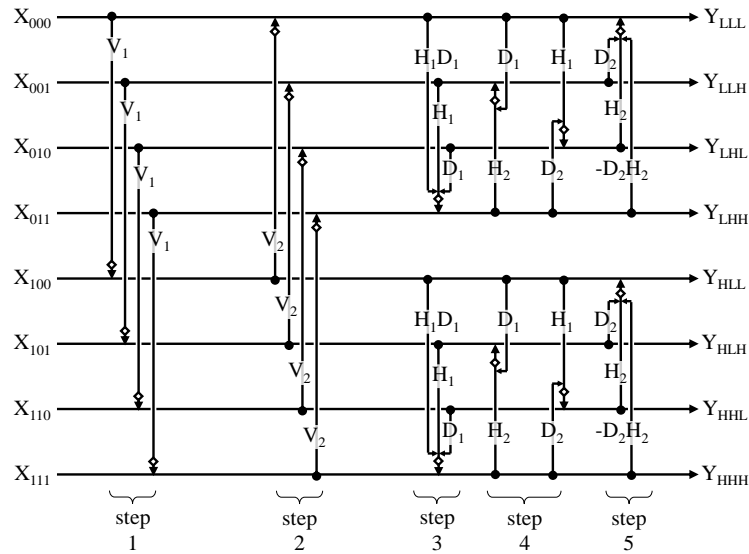 X000 YLLL
V1 H1D1 D1 H1 D2
X001 YLLH
V1 H1 H2
X010 YLHL
V1 D1 H2 D2 -D2H2
X011 YLHH
V1 V2
X100 YHLL
V2 H1D1 D1 H1 D2
X101 YHLH
V2 H1 H2
X110 YHHL
V2 D1 H2 D2 -D2H2
X111 YHHH
step step step step step
1 2 3 4 5